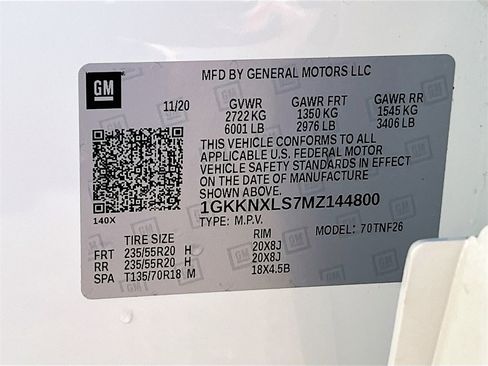 MFD BY GENERAL MOTORS LLC
GM
11/20 GVWR GAWR FRT GAWR RR
2722 KG 1350 KG 1545 KG
6001 LB 2976 LB 3406 LB
THIS VEHICLE CONFORMS TO ALL
APPLICABLE U.S. FEDERAL MOTOR
VEHICLE SAFETY STANDARDS IN EFFECT
ON THE DATE OF MANUFACTURE
SHOWN ABOVE.
1GKKNXLS7MZ144800
140X TYPE: M.P.V. MODEL: 70TNF26
TIRE SIZE RIM
FRT 235/55R20 H 20X8J
RR 235/55R20 H 20X8J
SPA T135/70R18 M 18X4.5B